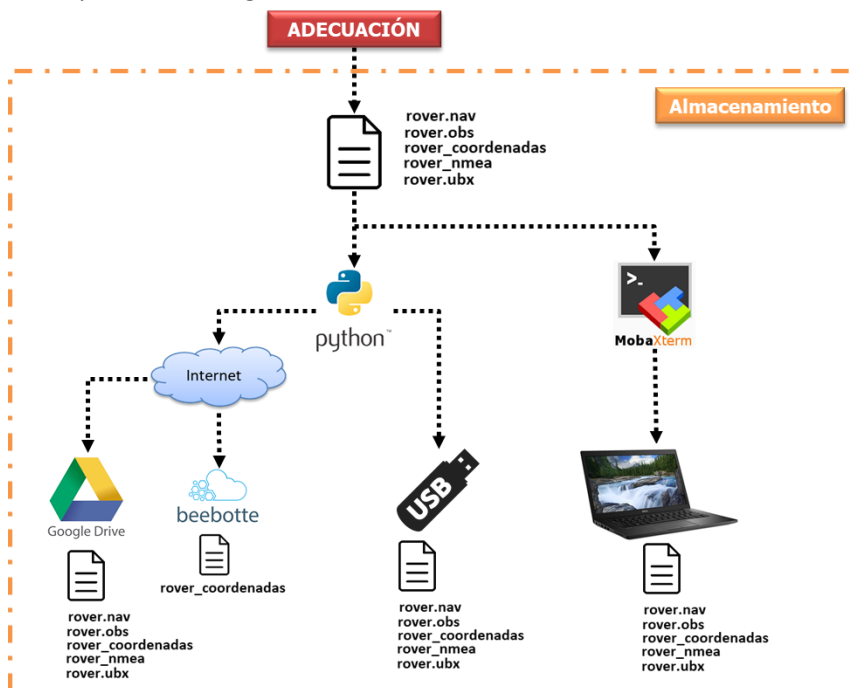 ADECUACIÓN
Almacenamiento
rover.nav
rover.obs
rover_coordenadas
rover_nmea
rover.ubx
>_
python™
MobaXterm
Internet
USB
Google Drive
beebotte
rover_coordenadas
rover.nav
rover.obs
rover_coordenadas
rover_nmea
rover.ubx
rover.nav
rover.obs
rover_coordenadas
rover_nmea
rover.ubx
rover.nav
rover.obs
rover_coordenadas
rover_nmea
rover.ubx